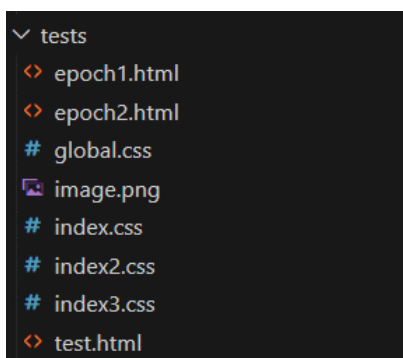 tests
epoch1.html
epoch2.html
# global.css
image.png
# index.css
# index2.css
# index3.css
test.html